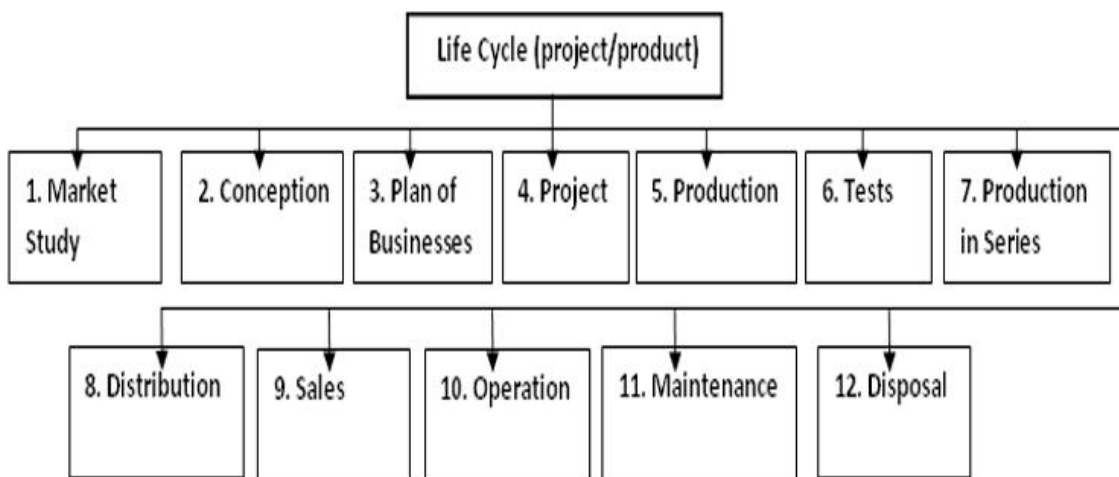 Life Cycle (project/product)
1. Market
Study
2. Conception
3. Plan of
Businesses
4. Project
5. Production
6. Tests
7. Production
in Series
8. Distribution
9. Sales
10. Operation
11. Maintenance
12. Disposal